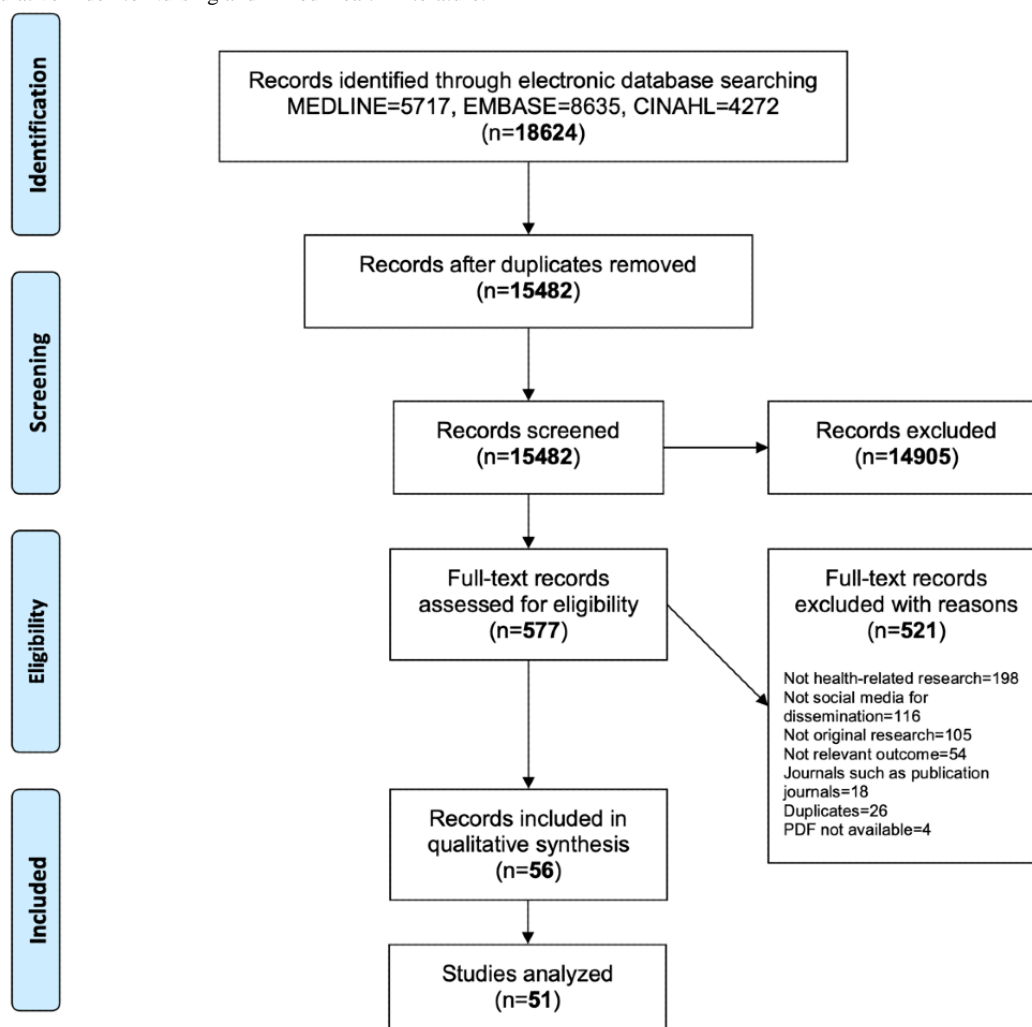 Identification
Records identified through electronic database searching
MEDLINE=5717, EMBASE=8635, CINAHL=4272
(n=18624)
Records after duplicates removed
(n=15482)
Screening
Records screened
(n=15482)
Records excluded
(n=14905)
Eligibility
Full-text records
assessed for eligibility
(n=577)
Full-text records
excluded with reasons
(n=521)
Not health-related research=198
Not social media for
dissemination=116
Not original research=105
Not relevant outcome=54
Journals such as publication
journals=18
Duplicates=26
PDF not available=4
Included
Records included in
qualitative synthesis
(n=56)
Studies analyzed
(n=51)